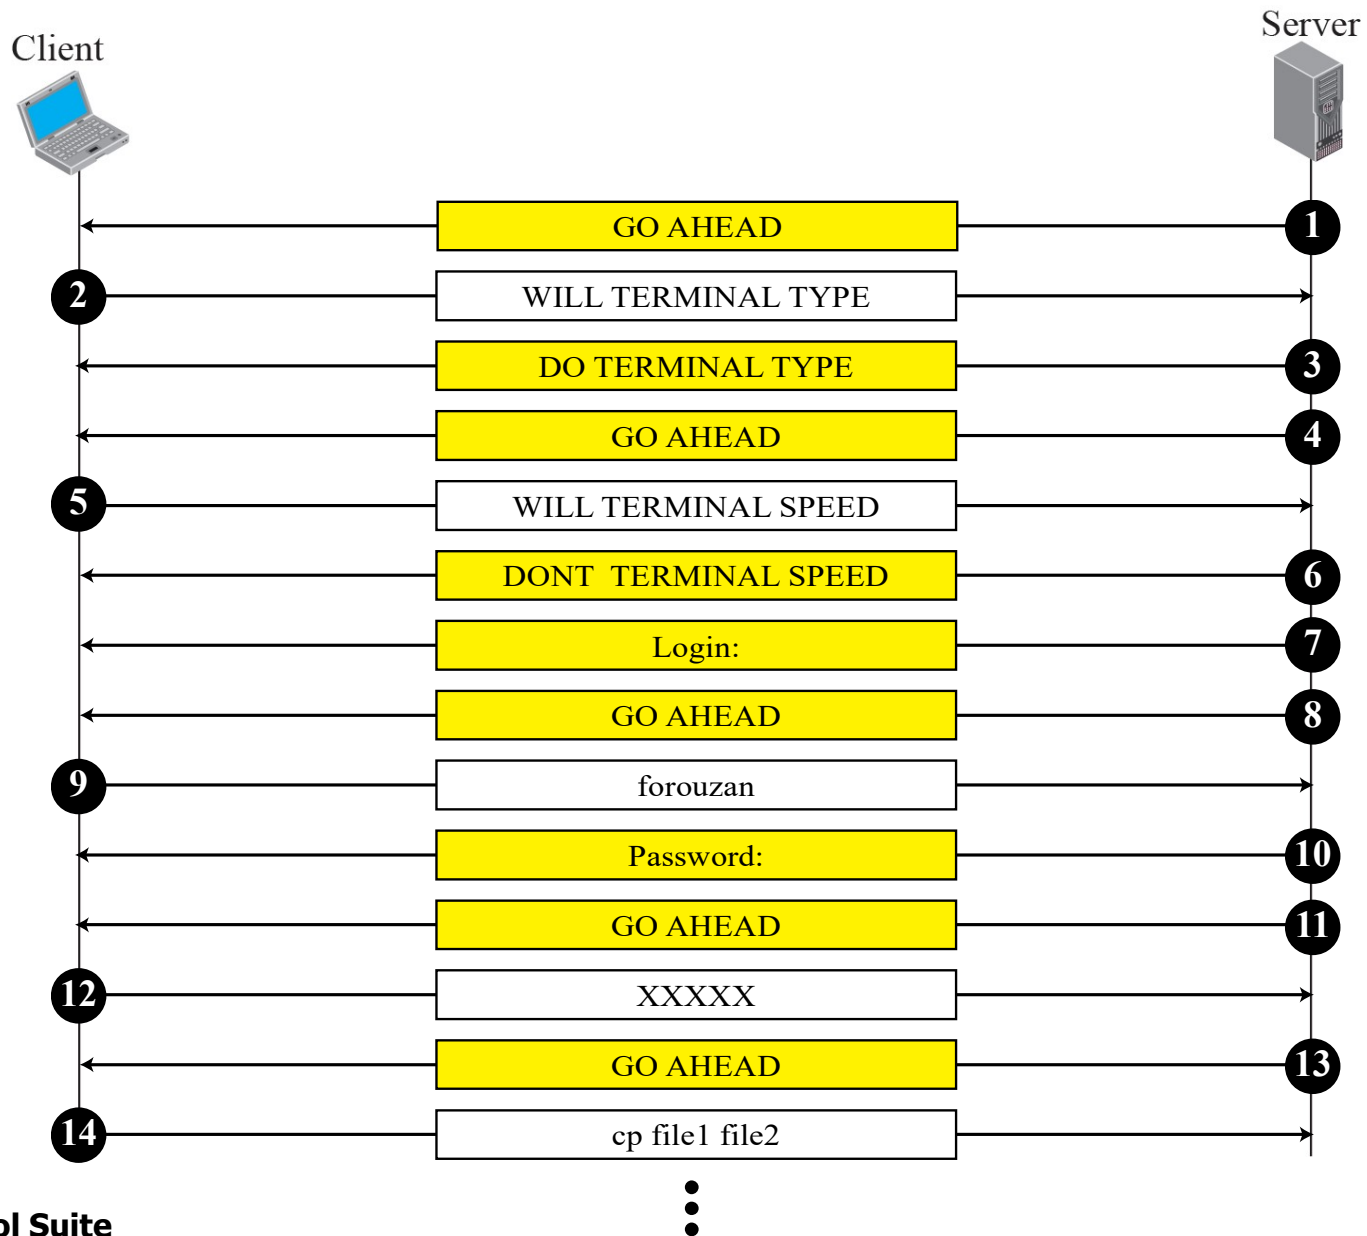 Client
Server
GO AHEAD
1
2
WILL TERMINAL TYPE
DO TERMINAL TYPE
3
GO AHEAD
4
5
WILL TERMINAL SPEED
DONT TERMINAL SPEED
6
Login:
7
GO AHEAD
8
9
forouzan
Password:
10
GO AHEAD
11
12
XXXXX
GO AHEAD
13
14
cp file1 file2
Suite